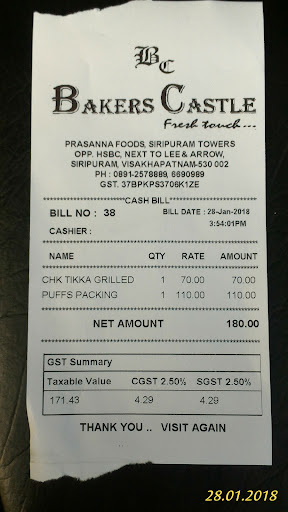 BC
BAKERS CASTLE
Fresh touch...
PRASANNA FOODS, SIRIPURAM TOWERS
OPP. HSBC, NEXT TO LEE & ARROW,
SIRIPURAM, VISAKHAPATNAM-530 002
PH : 0891-2578889, 6690989
GST. 37BPKPS3706K1ZE
CASH BILL
BILL NO : 38 BILL DATE : 28-Jan-2018
3:54:01PM
CASHIER :
NAME QTY RATE AMOUNT
CHK TIKKA GRILLED 1 70.00 70.00
PUFFS PACKING 1 110.00 110.00
NET AMOUNT 180.00
GST Summary
Taxable Value CGST 2.50% SGST 2.50%
171.43 4.29 4.29
THANK YOU .. VISIT AGAIN
28.01.2018